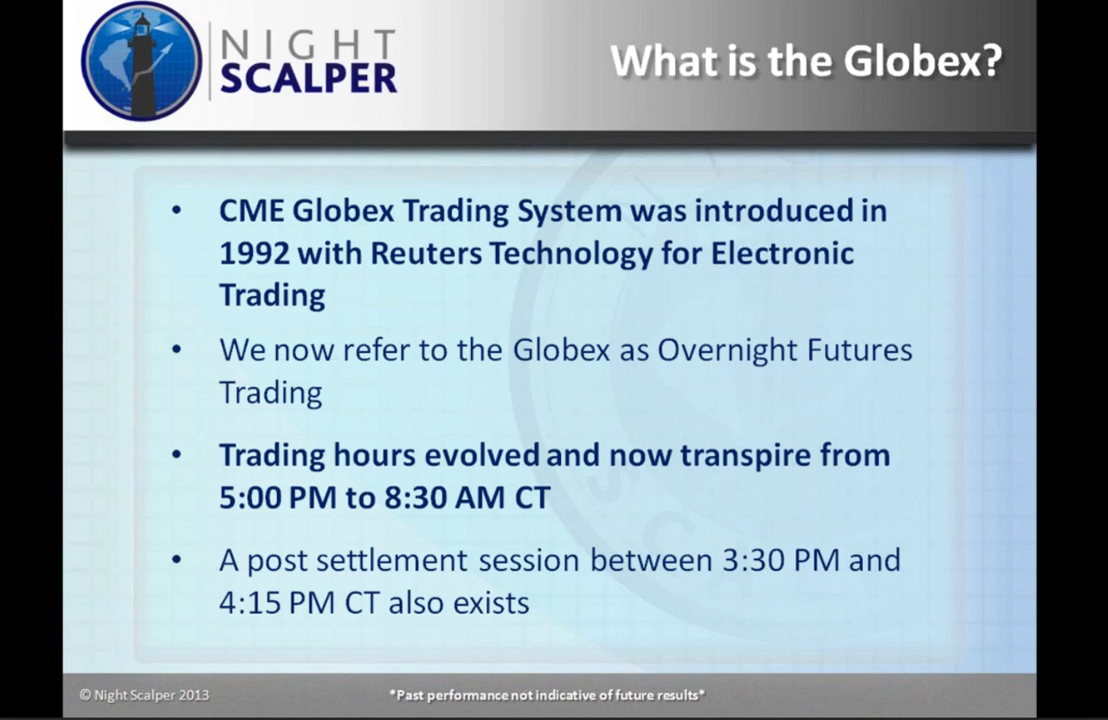 NIGHT
SCALPER
What is the Globex?
• CME Globex Trading System was introduced in
1992 with Reuters Technology for Electronic
Trading
• We now refer to the Globex as Overnight Futures
Trading
• Trading hours evolved and now transpire from
5:00 PM to 8:30 AM CT
• A post settlement session between 3:30 PM and
4:15 PM CT also exists
© Night Scalper 2013
*Past performance not indicative of future results*